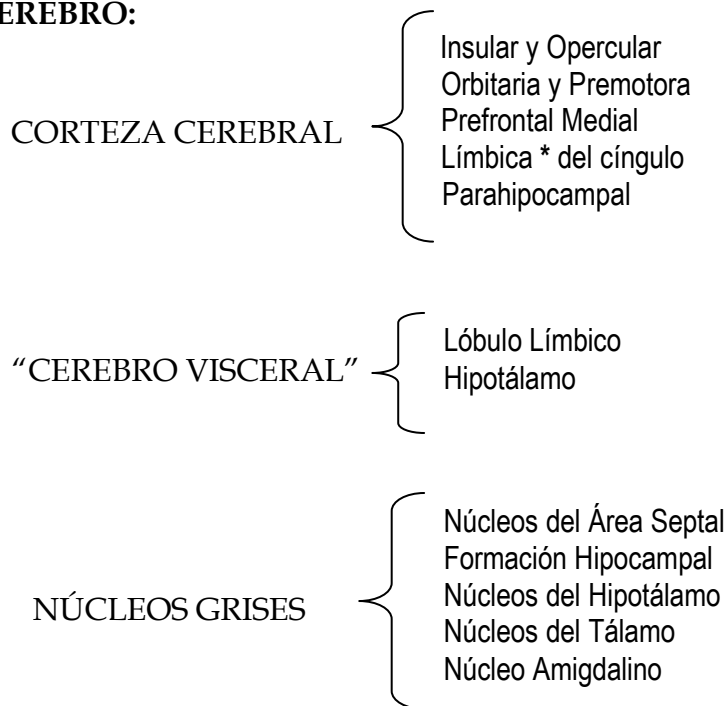 EREBRO:
CORTEZA CEREBRAL
Insular y Opercular
Orbitaria y Premotora
Prefrontal Medial
Límbica * del cíngulo
Parahipocampal
“CEREBRO VISCERAL”
Lóbulo Límbico
Hipotálamo
NÚCLEOS GRISES
Núcleos del Área Septal
Formación Hipocampal
Núcleos del Hipotálamo
Núcleos del Tálamo
Núcleo Amigdalino